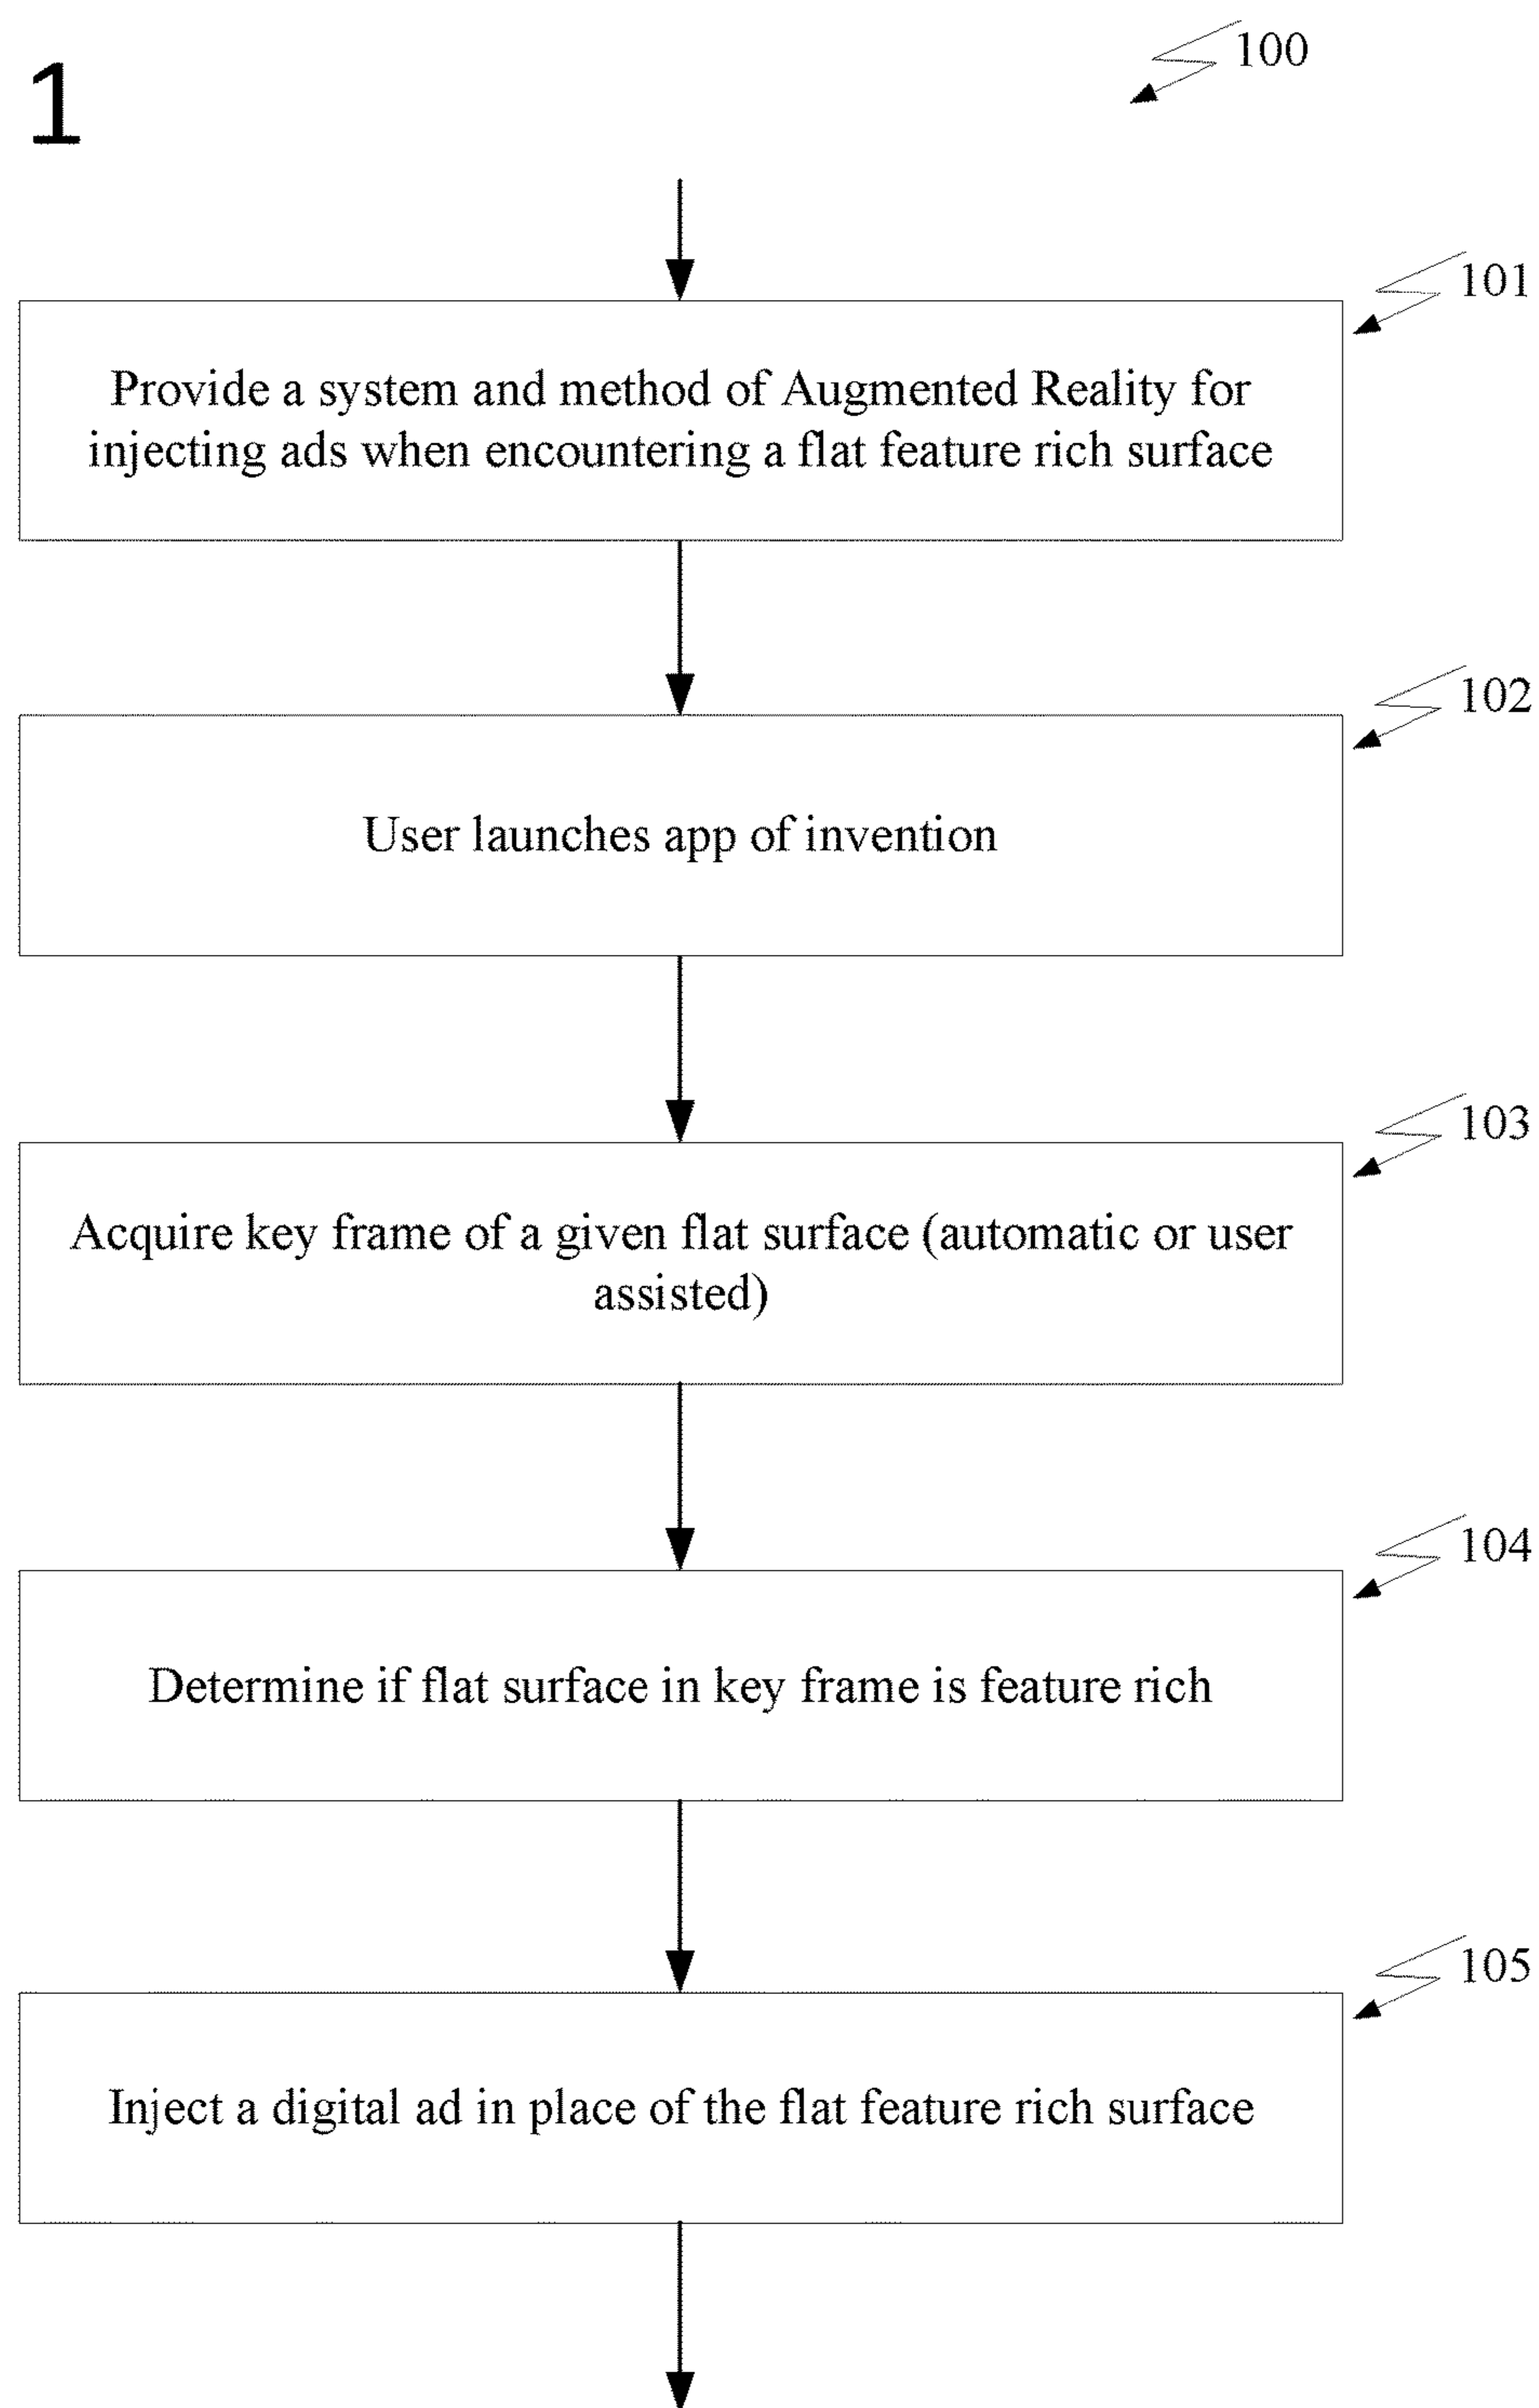 1
100
101
Provide a system and method of Augmented Reality for
injecting ads when encountering a flat feature rich surface
102
User launches app of invention
103
Acquire key frame of a given flat surface (automatic or user
assisted)
104
Determine if flat surface in key frame is feature rich
105
Inject a digital ad in place of the flat feature rich surface